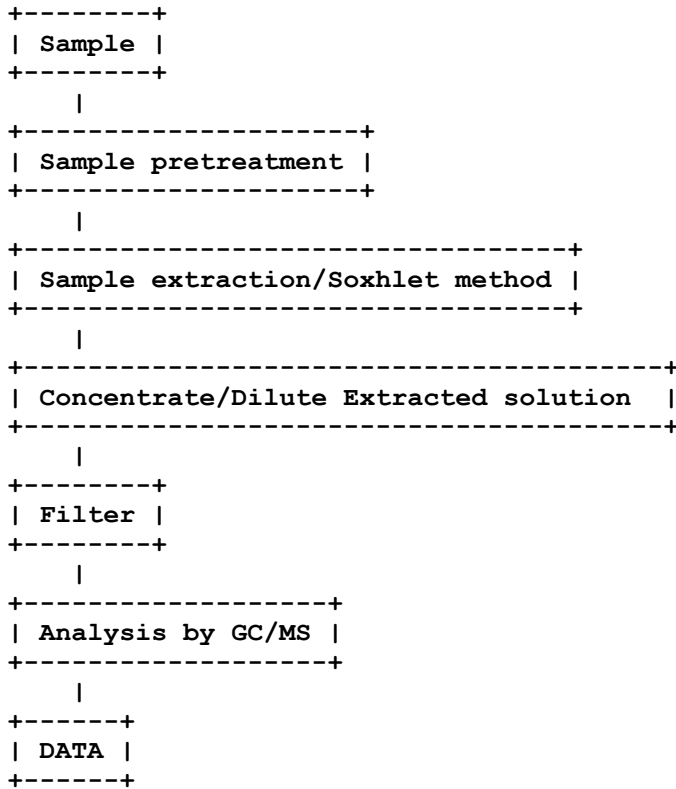 Sample
Sample pretreatment
Sample extraction/Soxhlet method
Concentrate/Dilute Extracted solution
Filter
Analysis by GC/MS
DATA